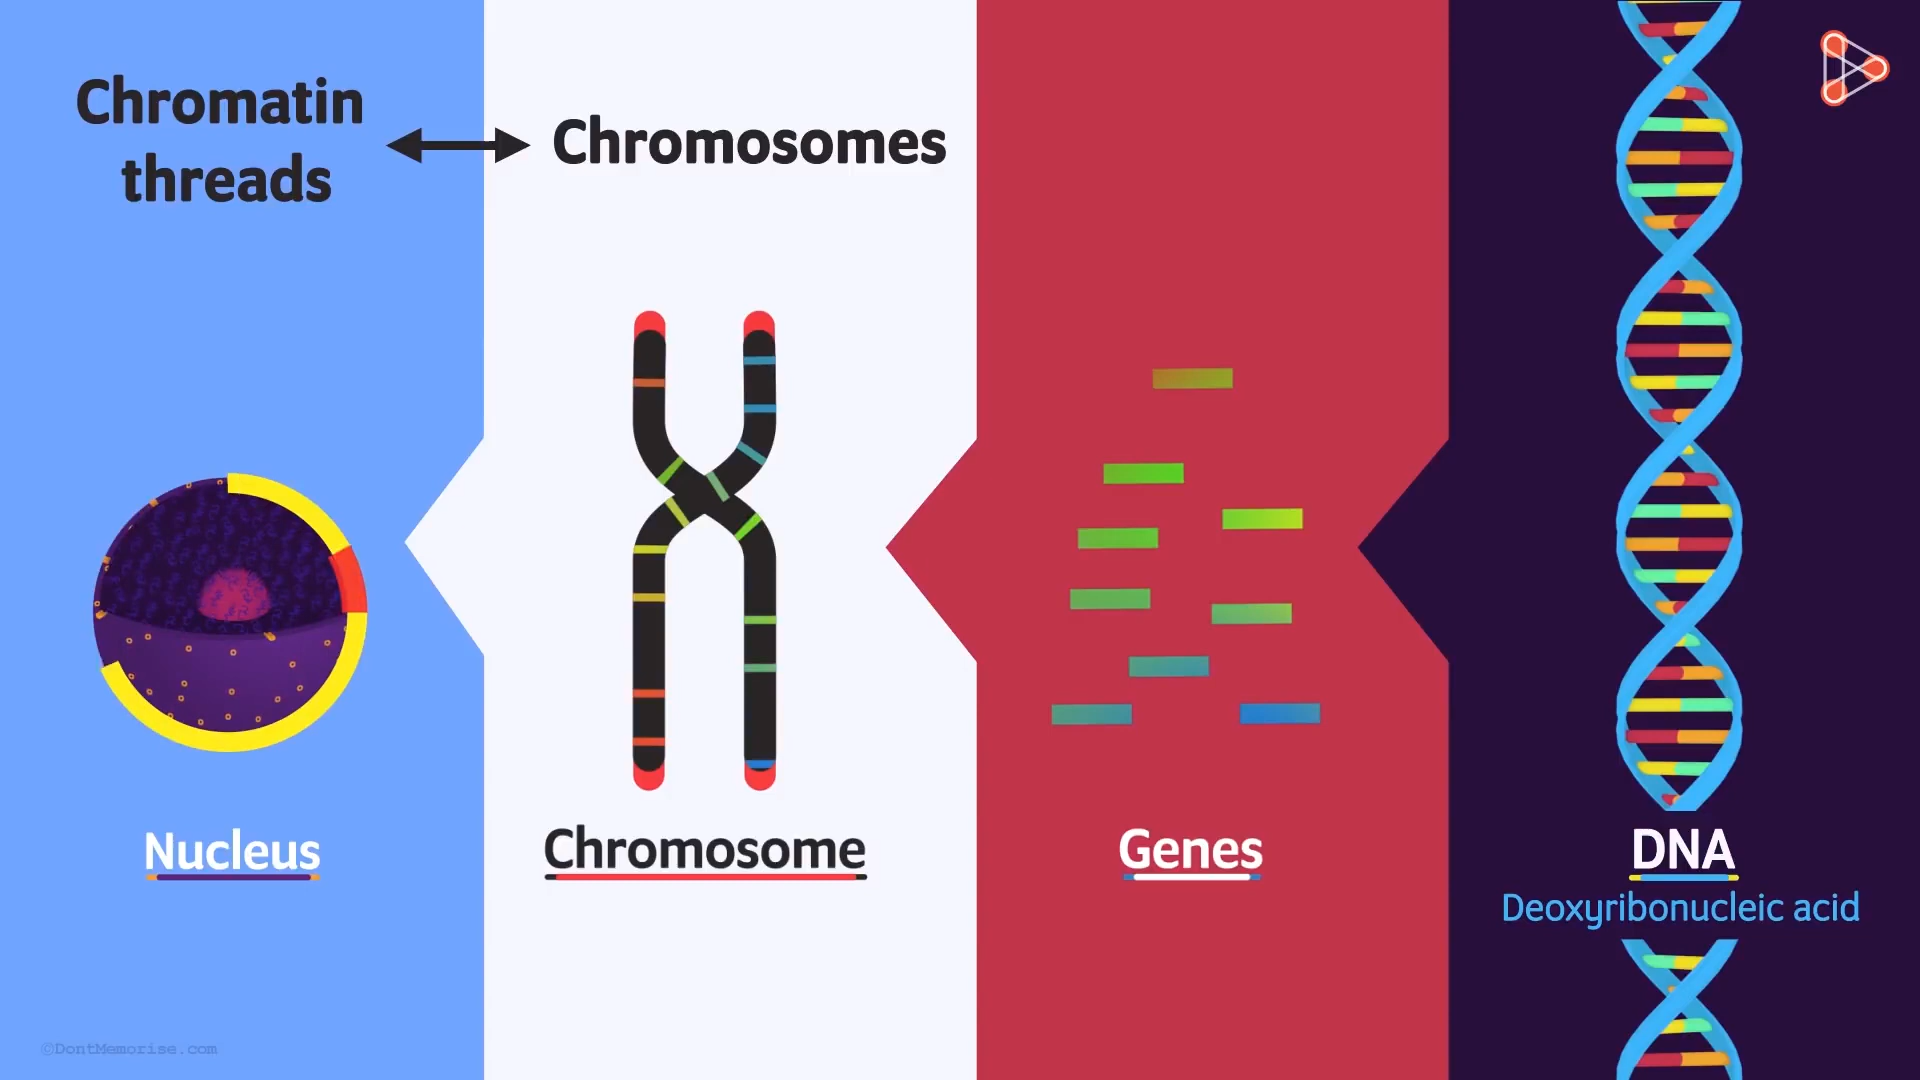 Chromatin
threads
Chromosomes
Nucleus
Chromosome
Genes
DNA
Deoxyribonucleic acid
©DontMemorise.com